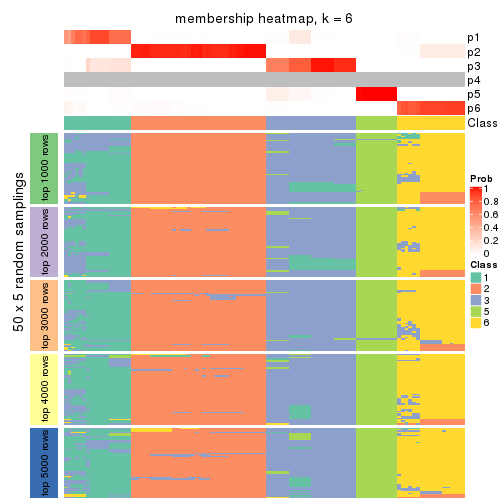 membership heatmap, k = 6
p1
p2
p3
p4
p5
p6
Class
50 x 5 random samplings
top 1000 rows
top 2000 rows
top 3000 rows
top 4000 rows
top 5000 rows
Prob
1
0.8
0.6
0.4
0.2
0
Class
1
2
3
5
6